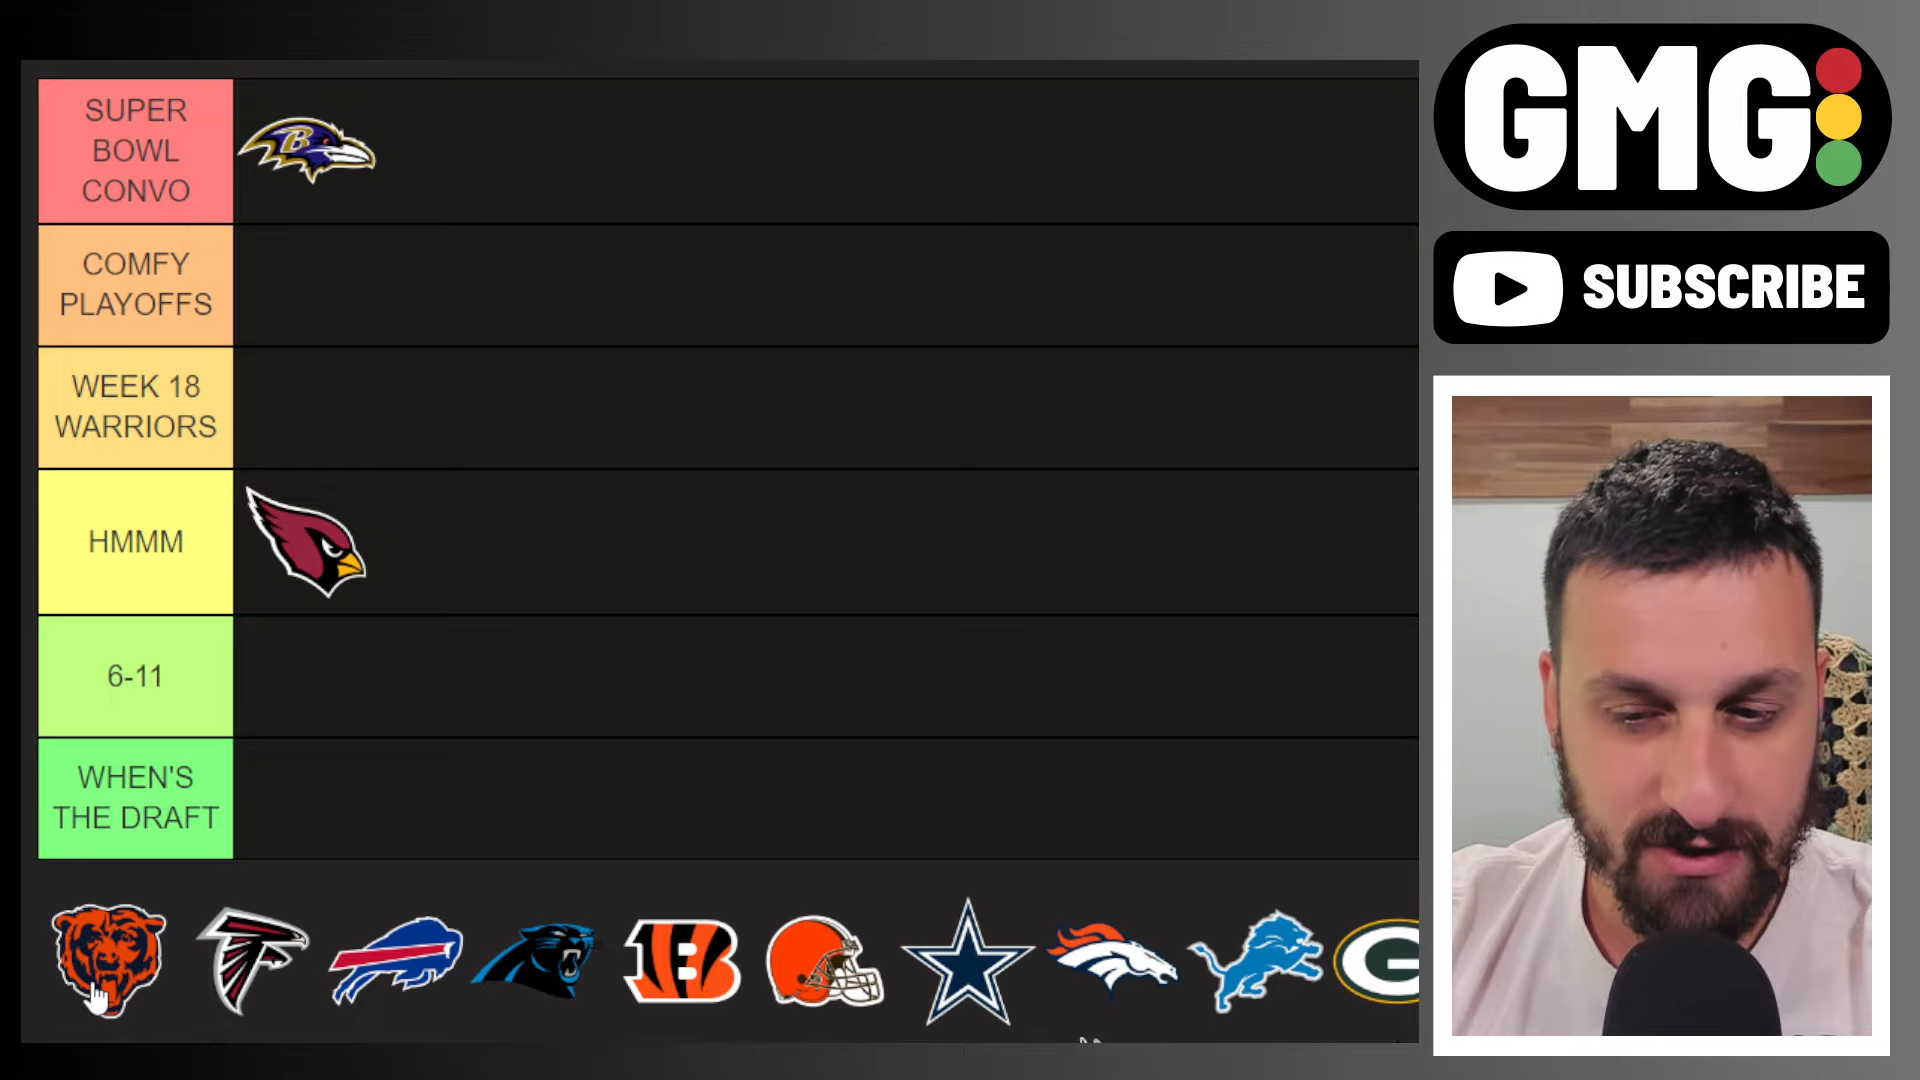 SUPER
BOWL
CONVO
COMFY
PLAYOFFS
WEEK 18
WARRIORS
HMMM
6-11
WHEN'S
THE DRAFT
B
B
G
GMG
SUBSCRIBE